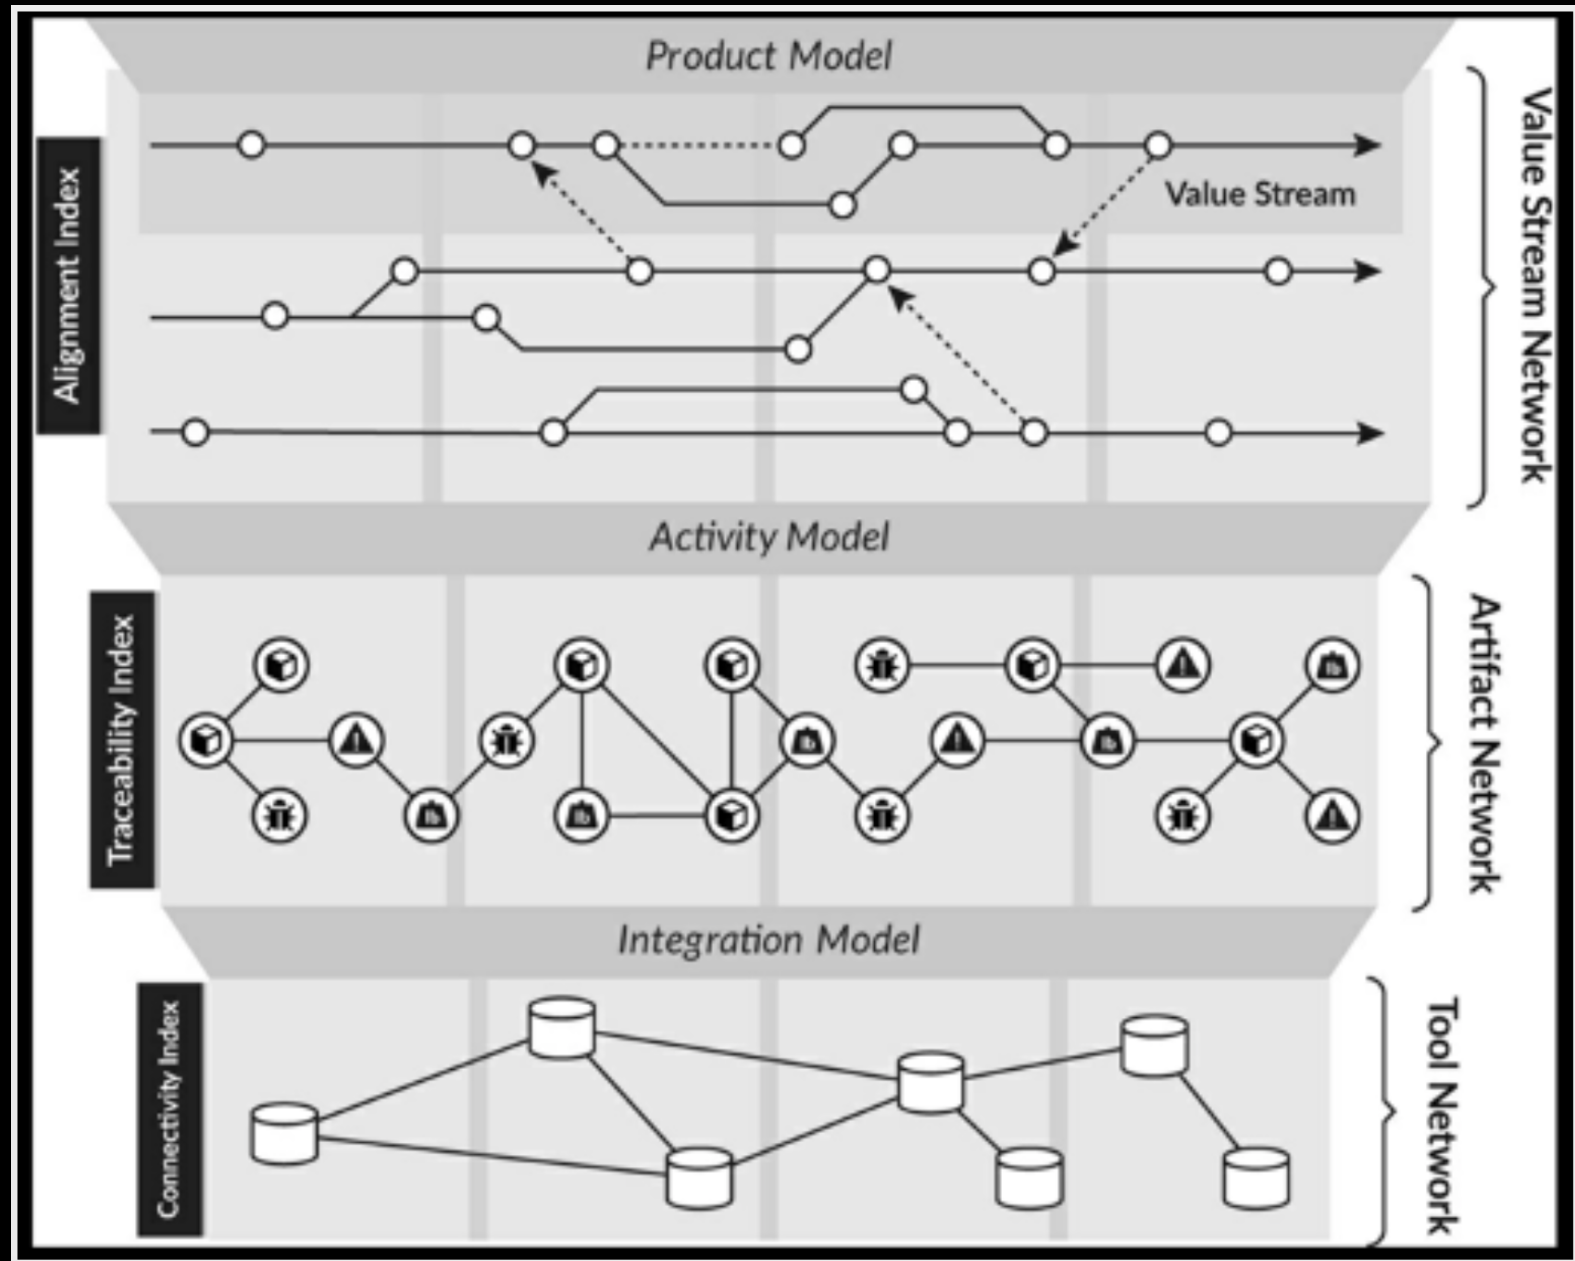 Product Model
Value Stream
Alignment Index
Value Stream Network
Activity Model
Traceability Index
Artifact Network
Integration Model
Connectivity Index
Tool Network